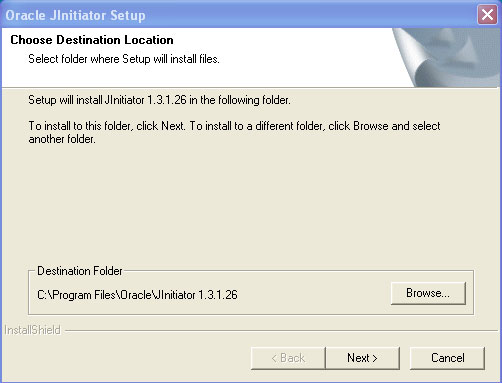 Oracle JInitiator Setup
Choose Destination Location
Select folder where Setup will install files.
Setup will install JInitiator 1.3.1.26 in the following folder.
To install to this folder, click Next. To install to a different folder, click Browse and select
another folder.
Destination Folder
C:\Program Files\Oracle\JInitiator 1.3.1.26
Browse...
InstallShield
< Back
Next >
Cancel